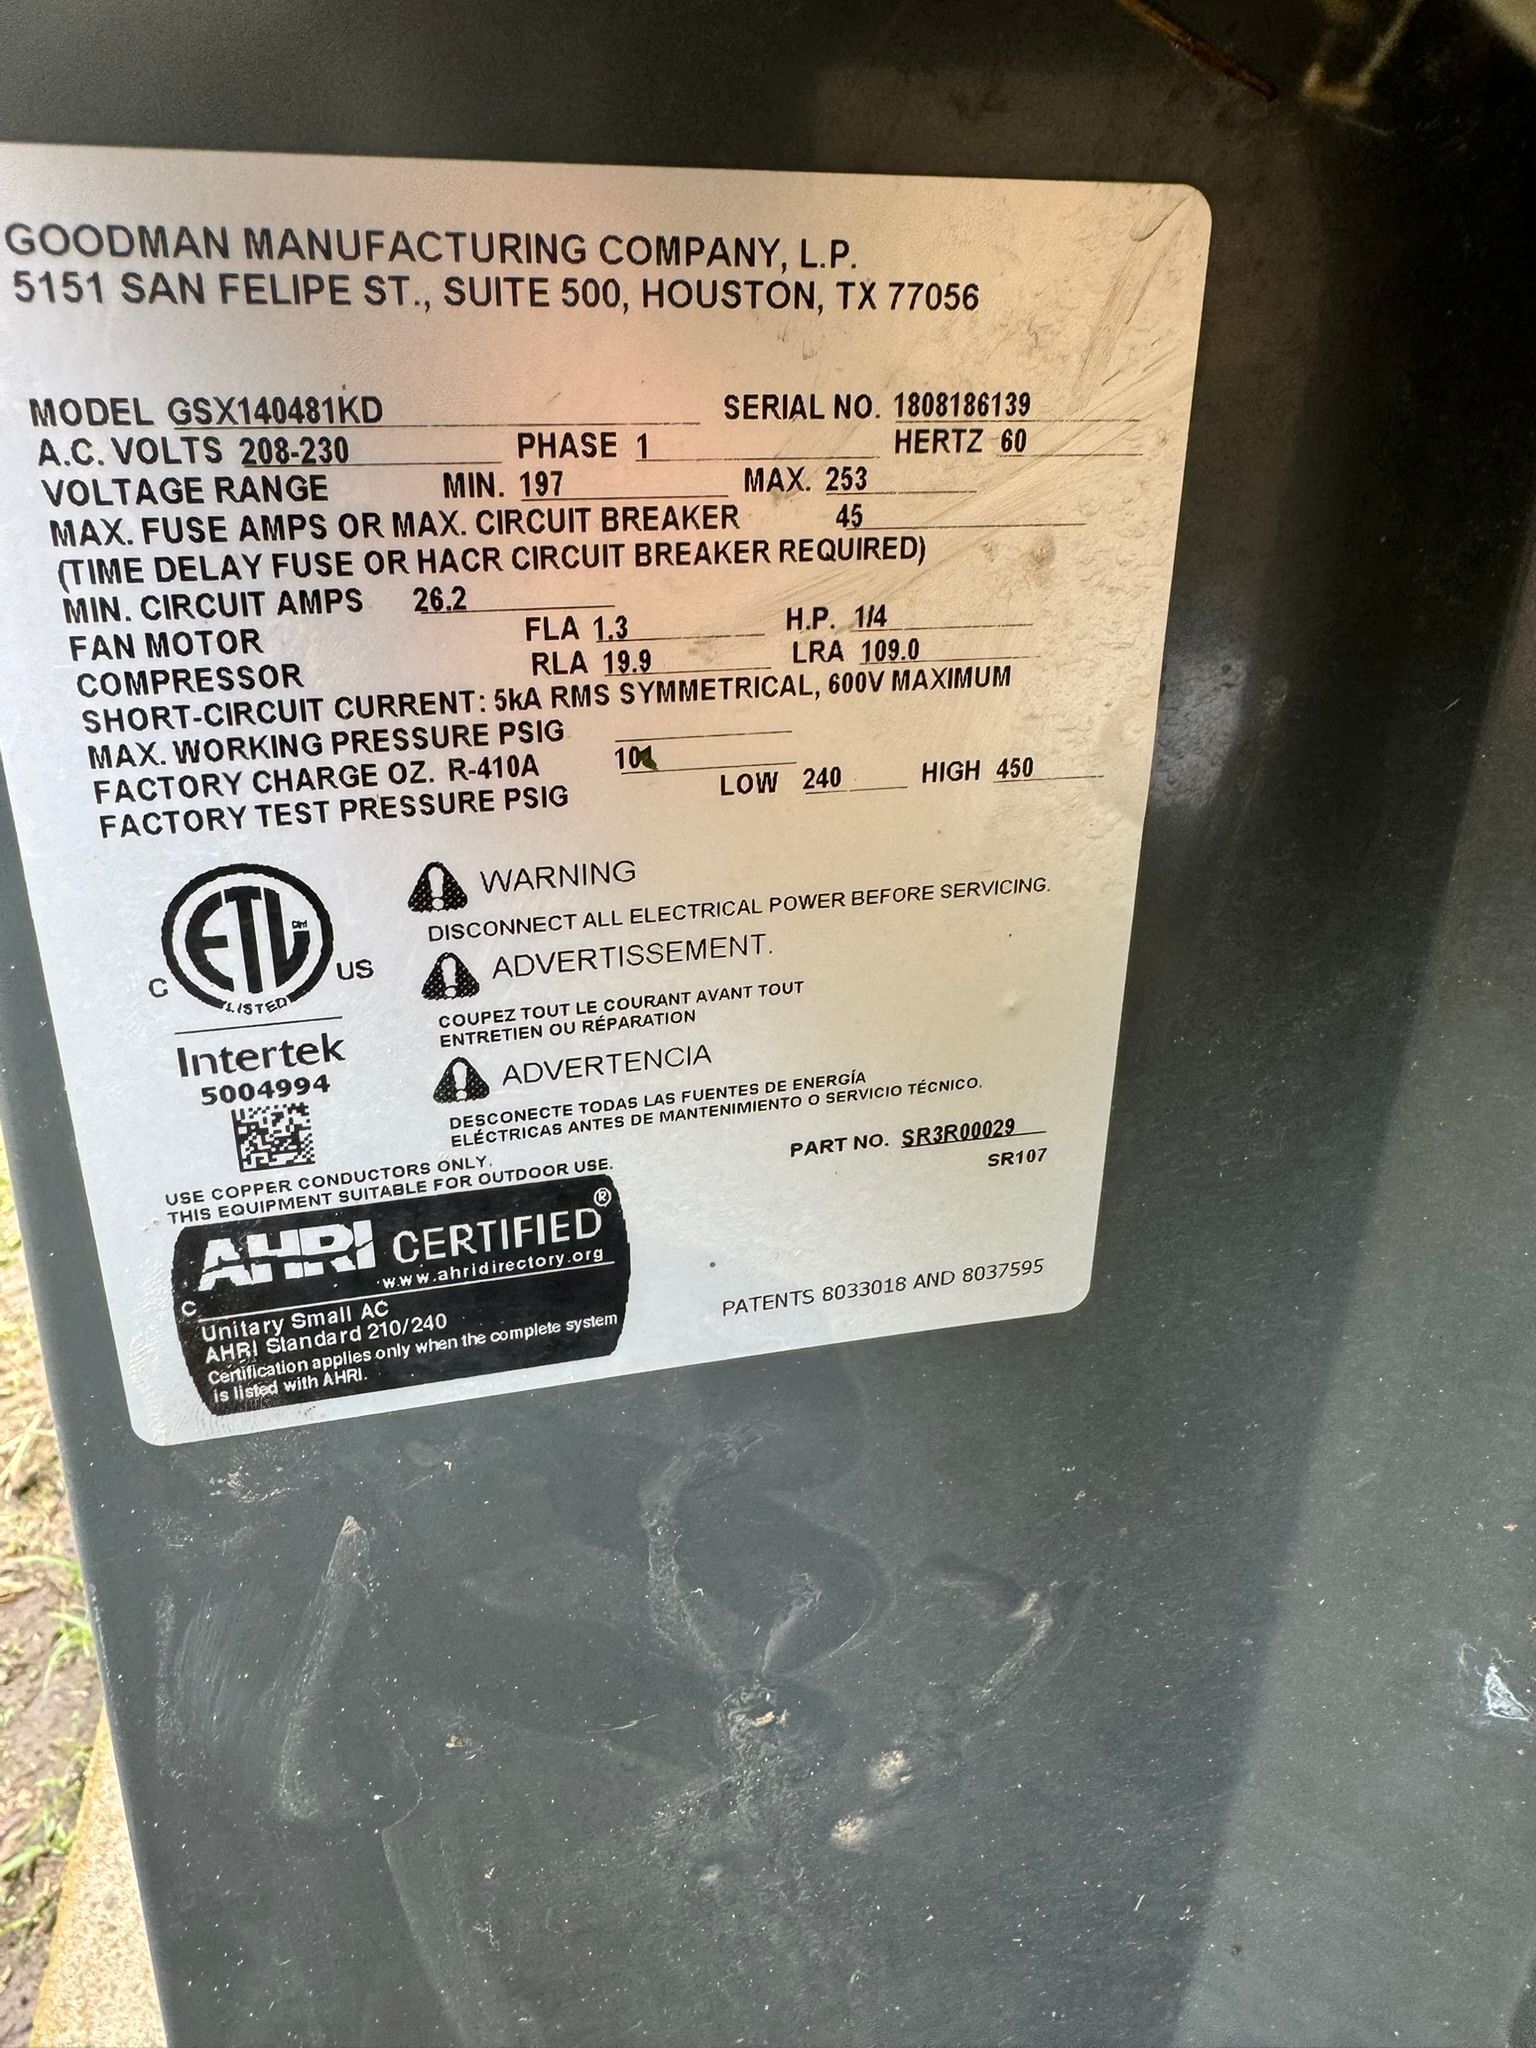 GOODMAN MANUFACTURING COMPANY, L.P.
5151 SAN FELIPE ST., SUITE 500, HOUSTON, TX 77056
MODEL GSX140481KD SERIAL NO. 1808186139
A.C. VOLTS 208-230 PHASE 1 HERTZ 60
VOLTAGE RANGE MIN. 197 MAX. 253
MAX. FUSE AMPS OR MAX. CIRCUIT BREAKER 45
(TIME DELAY FUSE OR HACR CIRCUIT BREAKER REQUIRED)
MIN. CIRCUIT AMPS 26.2
FAN MOTOR FLA 1.3 H.P. 1/4
COMPRESSOR RLA 19.9 LRA 109.0
SHORT-CIRCUIT CURRENT: 5kA RMS SYMMETRICAL, 600V MAXIMUM
MAX. WORKING PRESSURE PSIG
FACTORY CHARGE OZ. R-410A
FACTORY TEST PRESSURE PSIG LOW 240 HIGH 450
ETL
C US
LISTED
Intertek
5004994
WARNING
DISCONNECT ALL ELECTRICAL POWER BEFORE SERVICING.
ADVERTISSEMENT.
COUPEZ TOUT LE COURANT AVANT TOUT
ENTRETIEN OU RÉPARATION
ADVERTENCIA
DESCONECTE TODAS LAS FUENTES DE ENERGÍA
ELÉCTRICAS ANTES DE MANTENIMIENTO O SERVICIO TÉCNICO.
PART NO. SR3R00029
SR107
USE COPPER CONDUCTORS ONLY.
THIS EQUIPMENT SUITABLE FOR OUTDOOR USE.
AHRI CERTIFIED®
www.ahridirectory.org
C
Unitary Small AC
AHRI Standard 210/240
Certification applies only when the complete system
is listed with AHRI.
PATENTS 8033018 AND 8037595